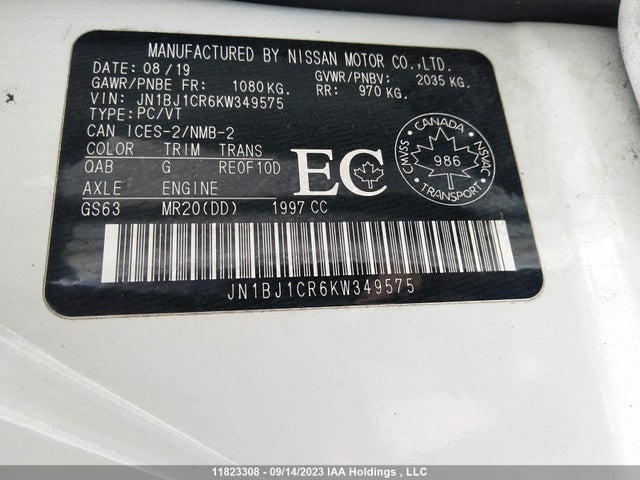 MANUFACTURED BY NISSAN MOTOR CO.,LTD.
DATE: 08/19
GVWR/PNBV: 2035 KG.
GAWR/PNBE FR: 1080 KG. RR: 970 KG.
VIN: JN1BJ1CR6KW349575
TYPE: PC/VT
CAN ICES-2/NMB-2
COLOR TRIM TRANS
QAB G RE0F10D
AXLE ENGINE
GS63 MR20(DD) 1997 CC
EC
CANADA
CMVSS NSVAC
986
TRANSPORT
JN1BJ1CR6KW349575
11823308 - 09/14/2023 IAA Holdings , LLC